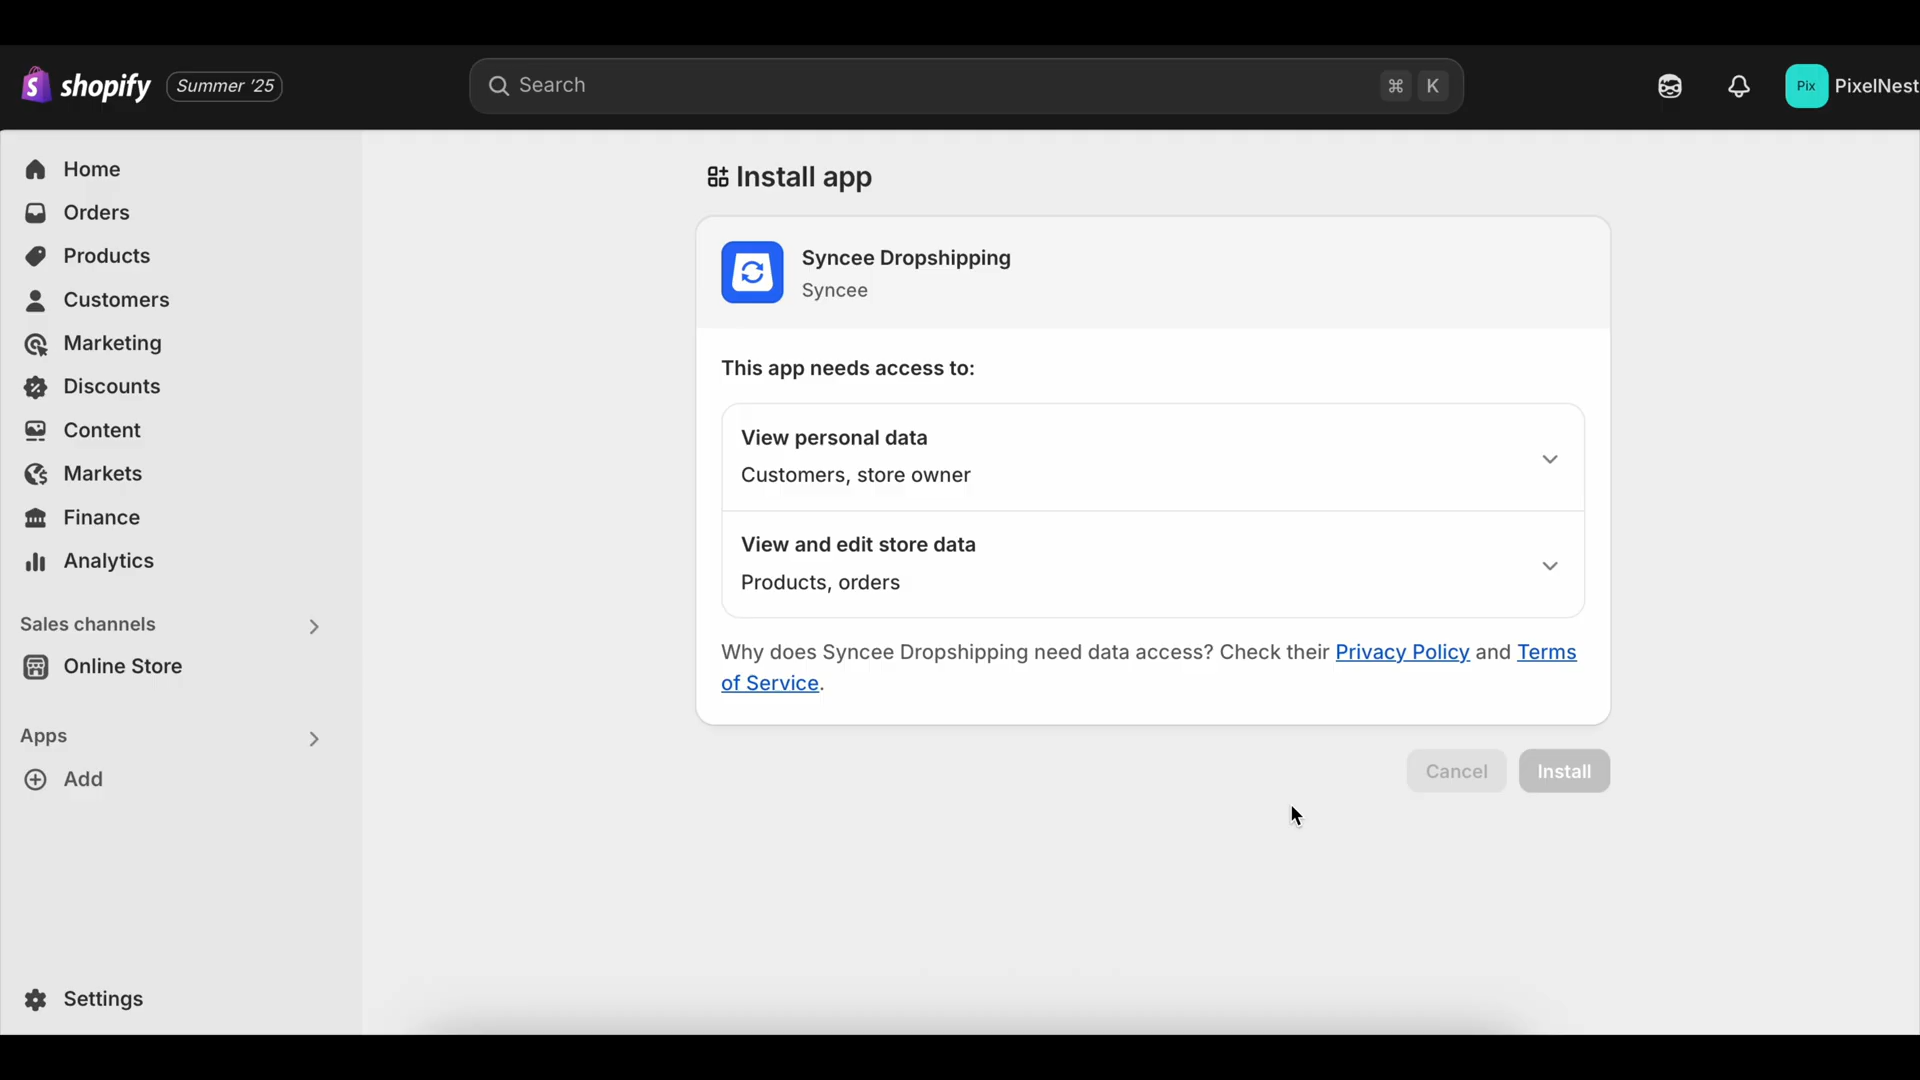 shopify Summer '25
Search ⌘ K
Pix PixelNest
Home
Orders
Products
Customers
Marketing
Discounts
Content
Markets
Finance
Analytics
Sales channels
Online Store
Apps
Add
Settings
Install app
Syncee Dropshipping
Syncee
This app needs access to:
View personal data
Customers, store owner
View and edit store data
Products, orders
Why does Syncee Dropshipping need data access? Check their Privacy Policy and Terms
of Service.
Cancel Install